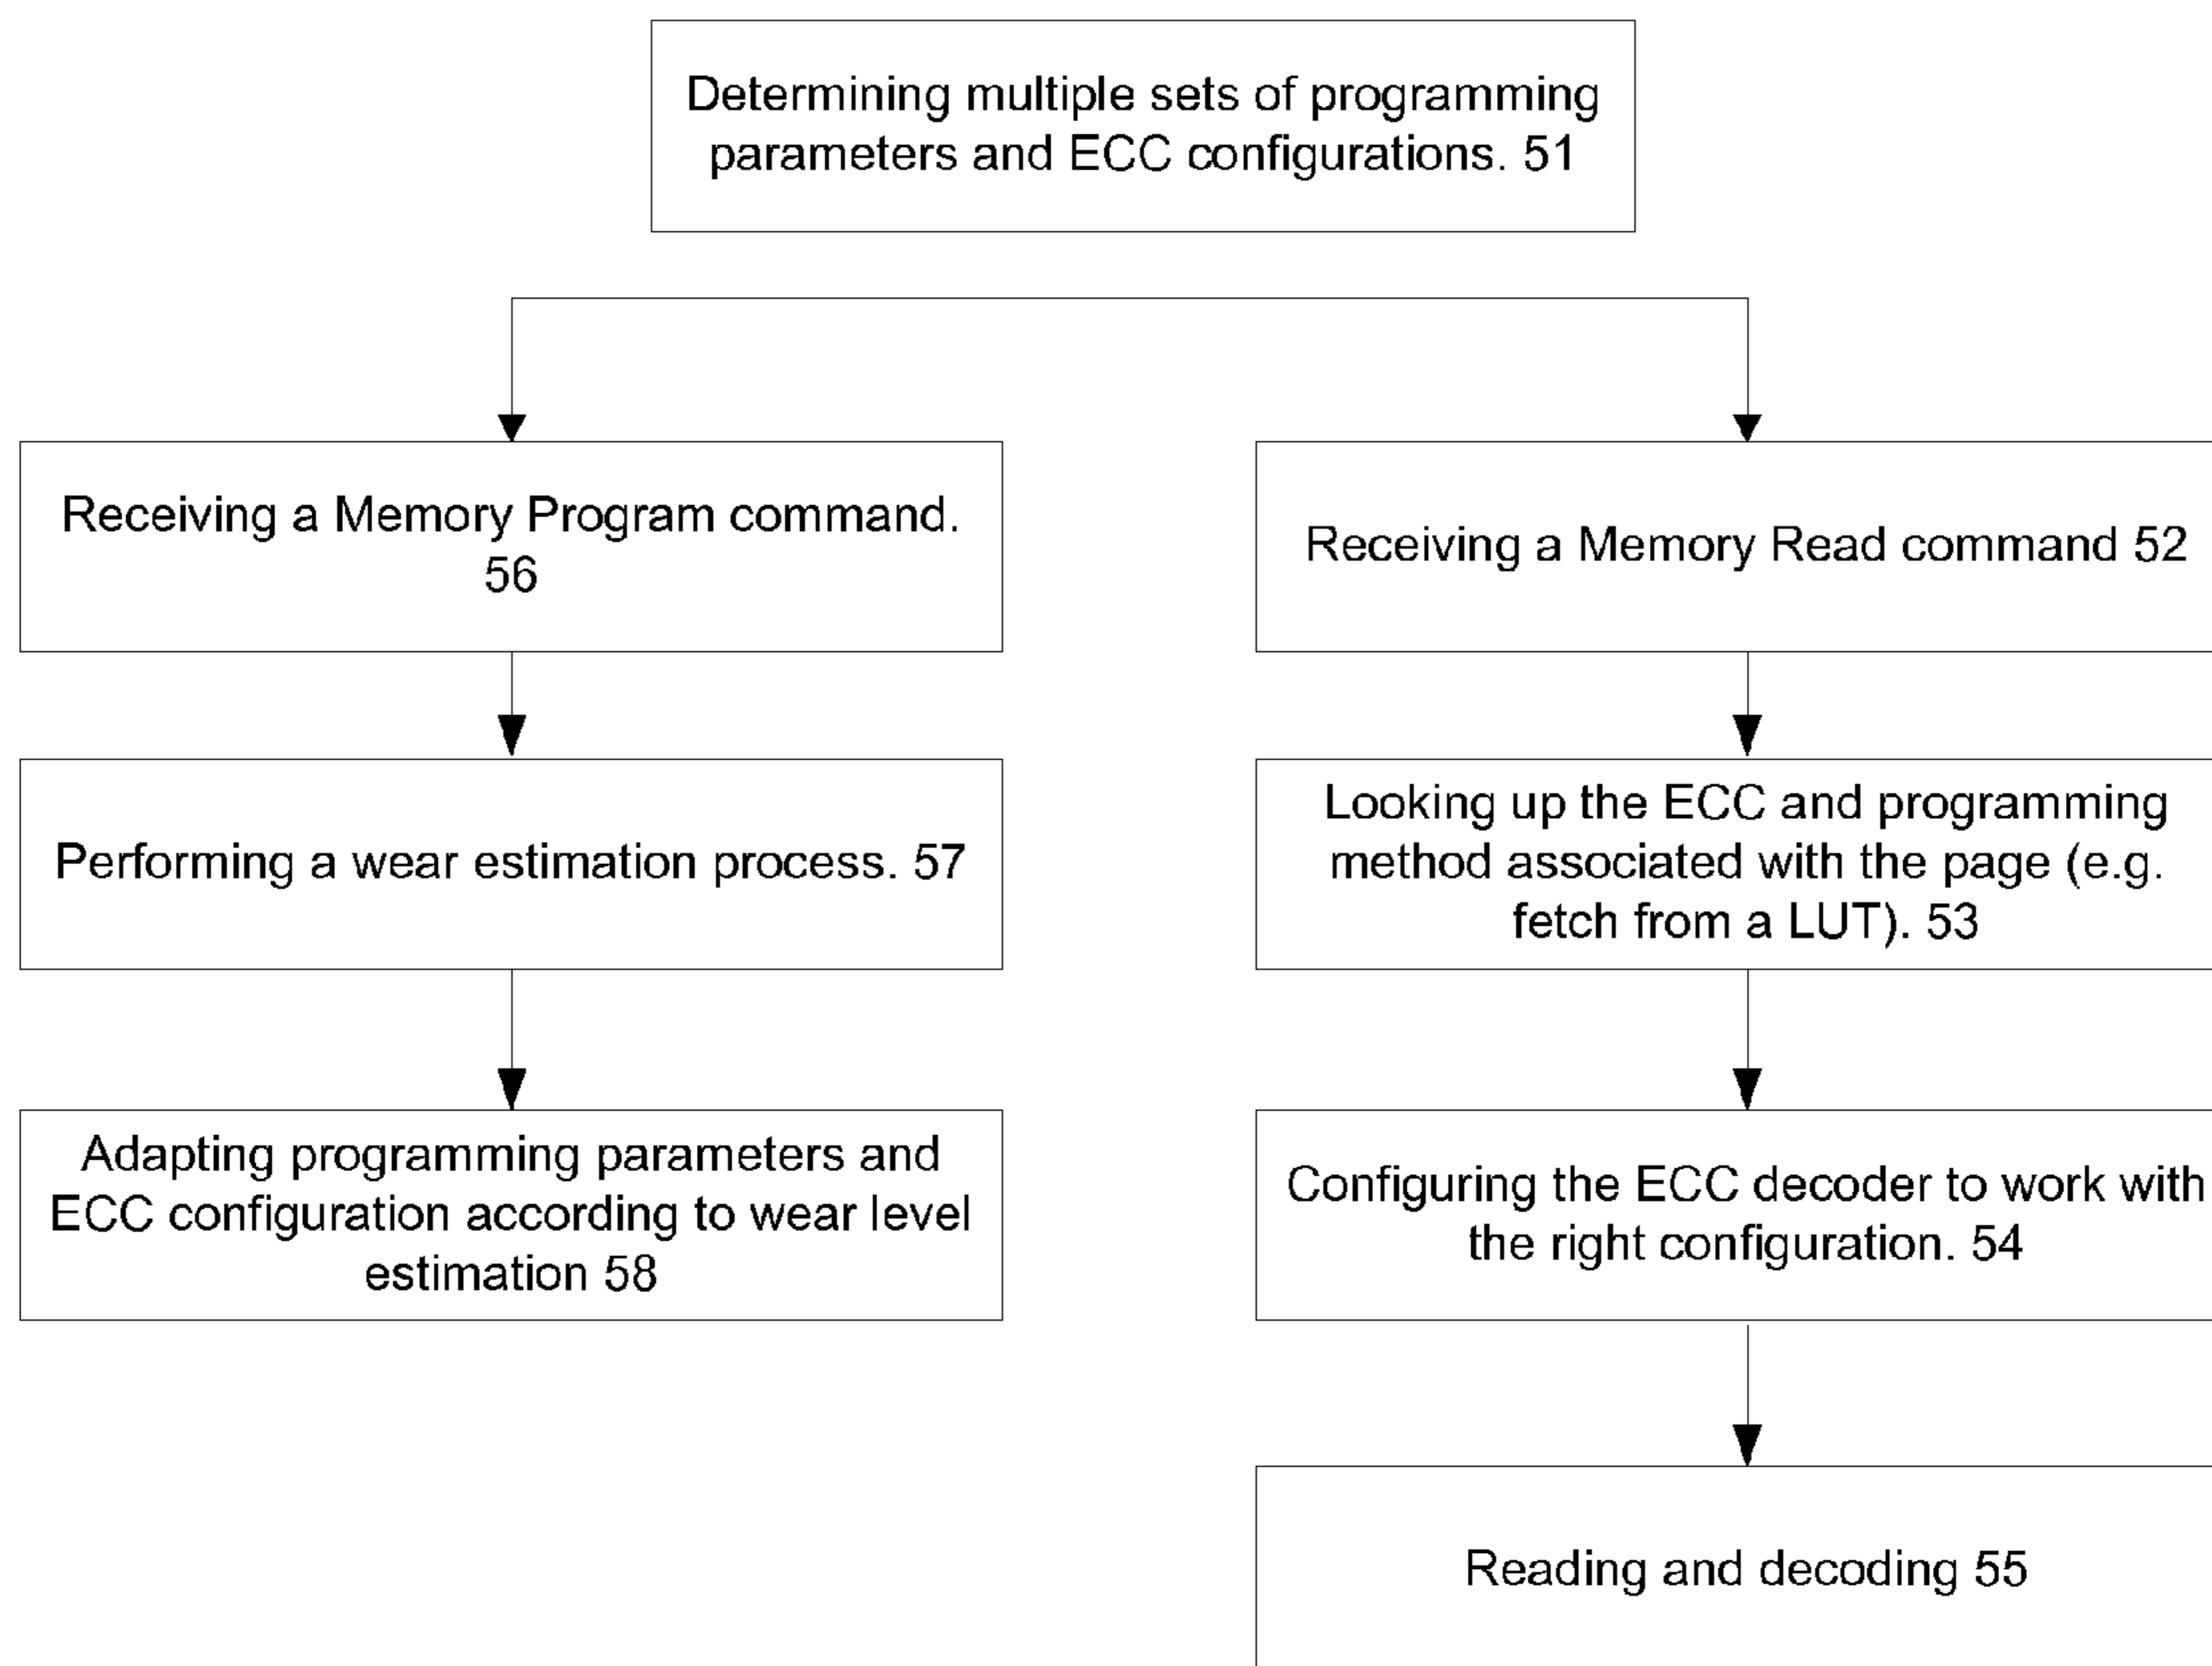 Determining multiple sets of programming
parameters and ECC configurations. 51
Receiving a Memory Program command.
56
Performing a wear estimation process. 57
Adapting programming parameters and
ECC configuration according to wear level
estimation 58
Receiving a Memory Read command 52
Looking up the ECC and programming
method associated with the page (e.g.
fetch from a LUT). 53
Configuring the ECC decoder to work with
the right configuration. 54
Reading and decoding 55